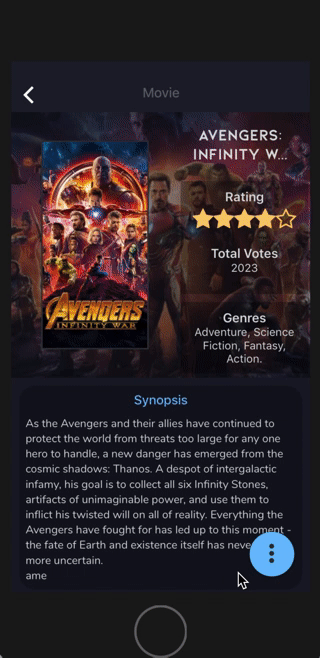 Movie
AVENGERS:
INFINITY W...
Rating
Total Votes
2023
Genres
Adventure, Science
Fiction, Fantasy,
Action.
AVENGERS
INFINITY WAR
Synopsis
As the Avengers and their allies have continued to
protect the world from threats too large for any one
hero to handle, a new danger has emerged from the
cosmic shadows: Thanos. A despot of intergalactic
infamy, his goal is to collect all six Infinity Stones,
artifacts of unimaginable power, and use them to
inflict his twisted will on all of reality. Everything the
Avengers have fought for has led up to this moment -
the fate of Earth and existence itself has neve
more uncertain.
ame